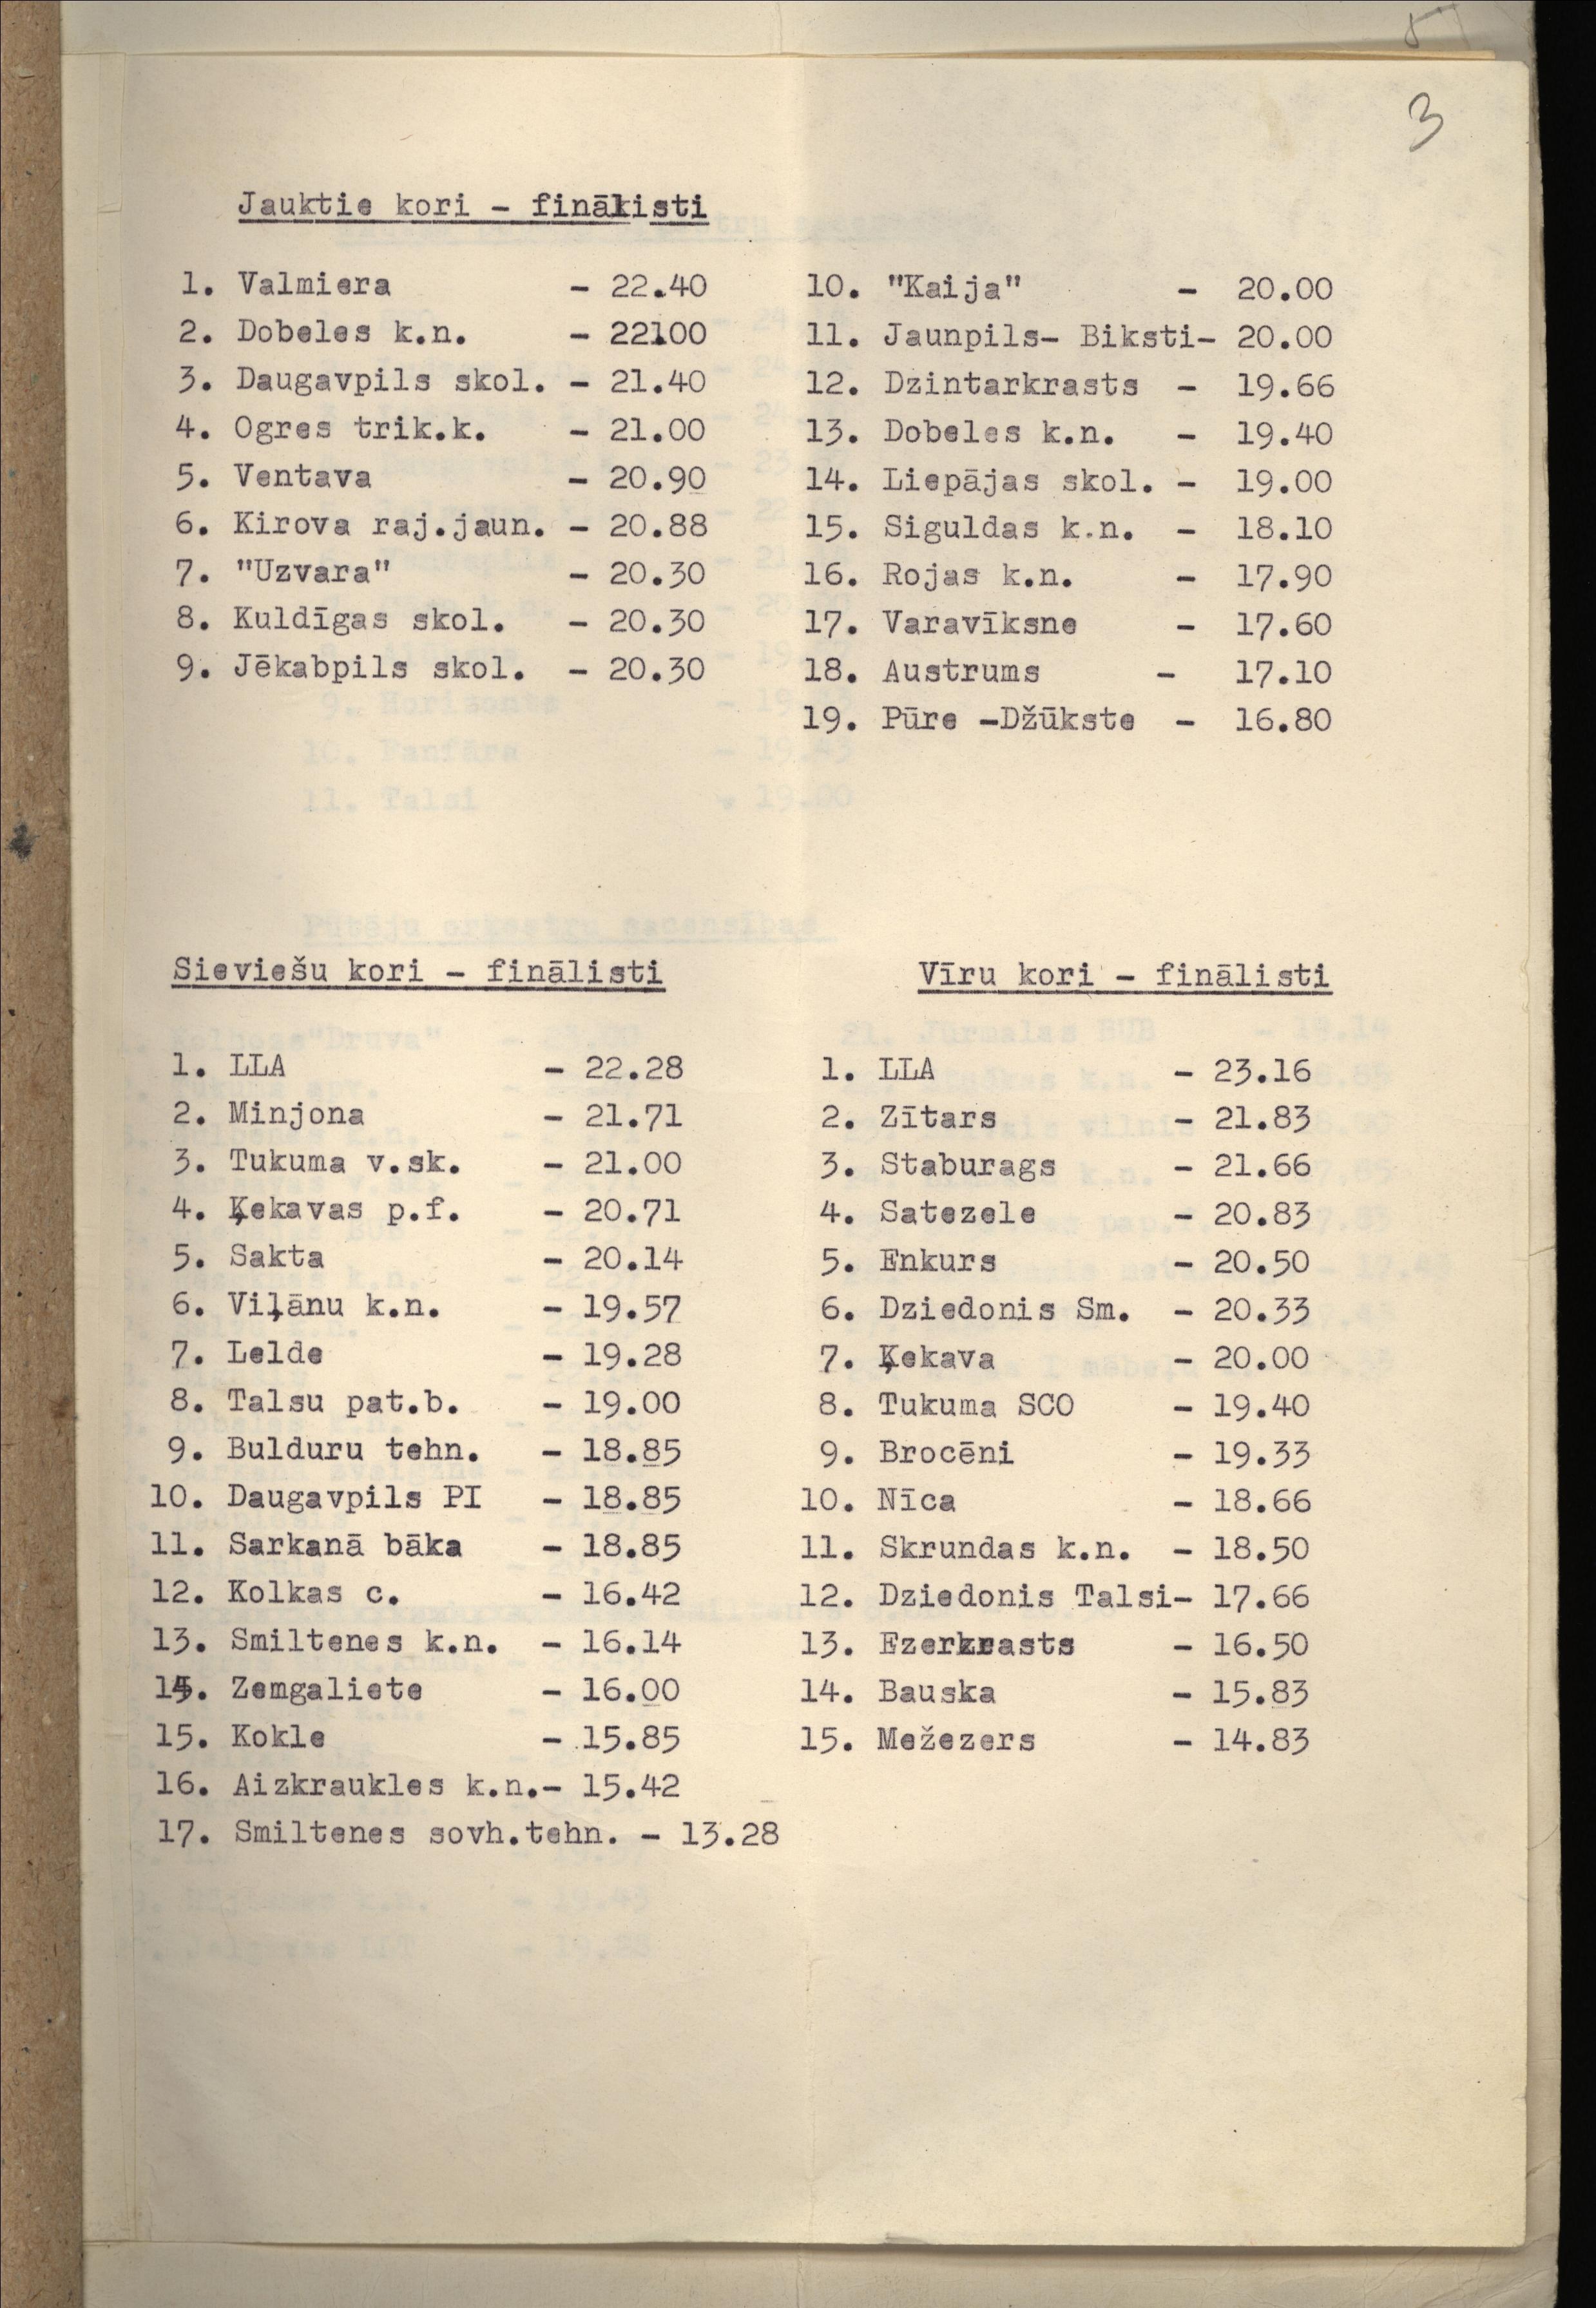 3
Jauktie kori - finālisti
1. Valmiera - 22.40
2. Dobeles k.n. - 22.00
3. Daugavpils skol. - 21.40
4. Ogres trik.k. - 21.00
5. Ventava - 20.90
6. Kirova raj.jaun. - 20.88
7. "Uzvara" - 20.30
8. Kuldīgas skol. - 20.30
9. Jēkabpils skol. - 20.30
10. "Kaija" - 20.00
11. Jaunpils- Biksti- 20.00
12. Dzintarkrasts - 19.66
13. Dobeles k.n. - 19.40
14. Liepājas skol. - 19.00
15. Siguldas k.n. - 18.10
16. Rojas k.n. - 17.90
17. Varavīksne - 17.60
18. Austrums - 17.10
19. Pūre -Džūkste - 16.80
Sieviešu kori - finālisti
1. LLA - 22.28
2. Minjona - 21.71
3. Tukuma v.sk. - 21.00
4. Ķekavas p.f. - 20.71
5. Sakta - 20.14
6. Viļānu k.n. - 19.57
7. Lelde - 19.28
8. Talsu pat.b. - 19.00
9. Bulduru tehn. - 18.85
10. Daugavpils PI - 18.85
11. Sarkanā bāka - 18.85
12. Kolkas c. - 16.42
13. Smiltenes k.n. - 16.14
14. Zemgaliete - 16.00
15. Kokle - 15.85
16. Aizkraukles k.n.- 15.42
17. Smiltenes sovh.tehn. - 13.28
Vīru kori - finālisti
1. LLA - 23.16
2. Zītars - 21.83
3. Staburags - 21.66
4. Satezele - 20.83
5. Enkurs - 20.50
6. Dziedonis Sm. - 20.33
7. Ķekava - 20.00
8. Tukuma SCO - 19.40
9. Brocēni - 19.33
10. Nīca - 18.66
11. Skrundas k.n. - 18.50
12. Dziedonis Talsi- 17.66
13. Ezerkrasts - 16.50
14. Bauska - 15.83
15. Mežezers - 14.83